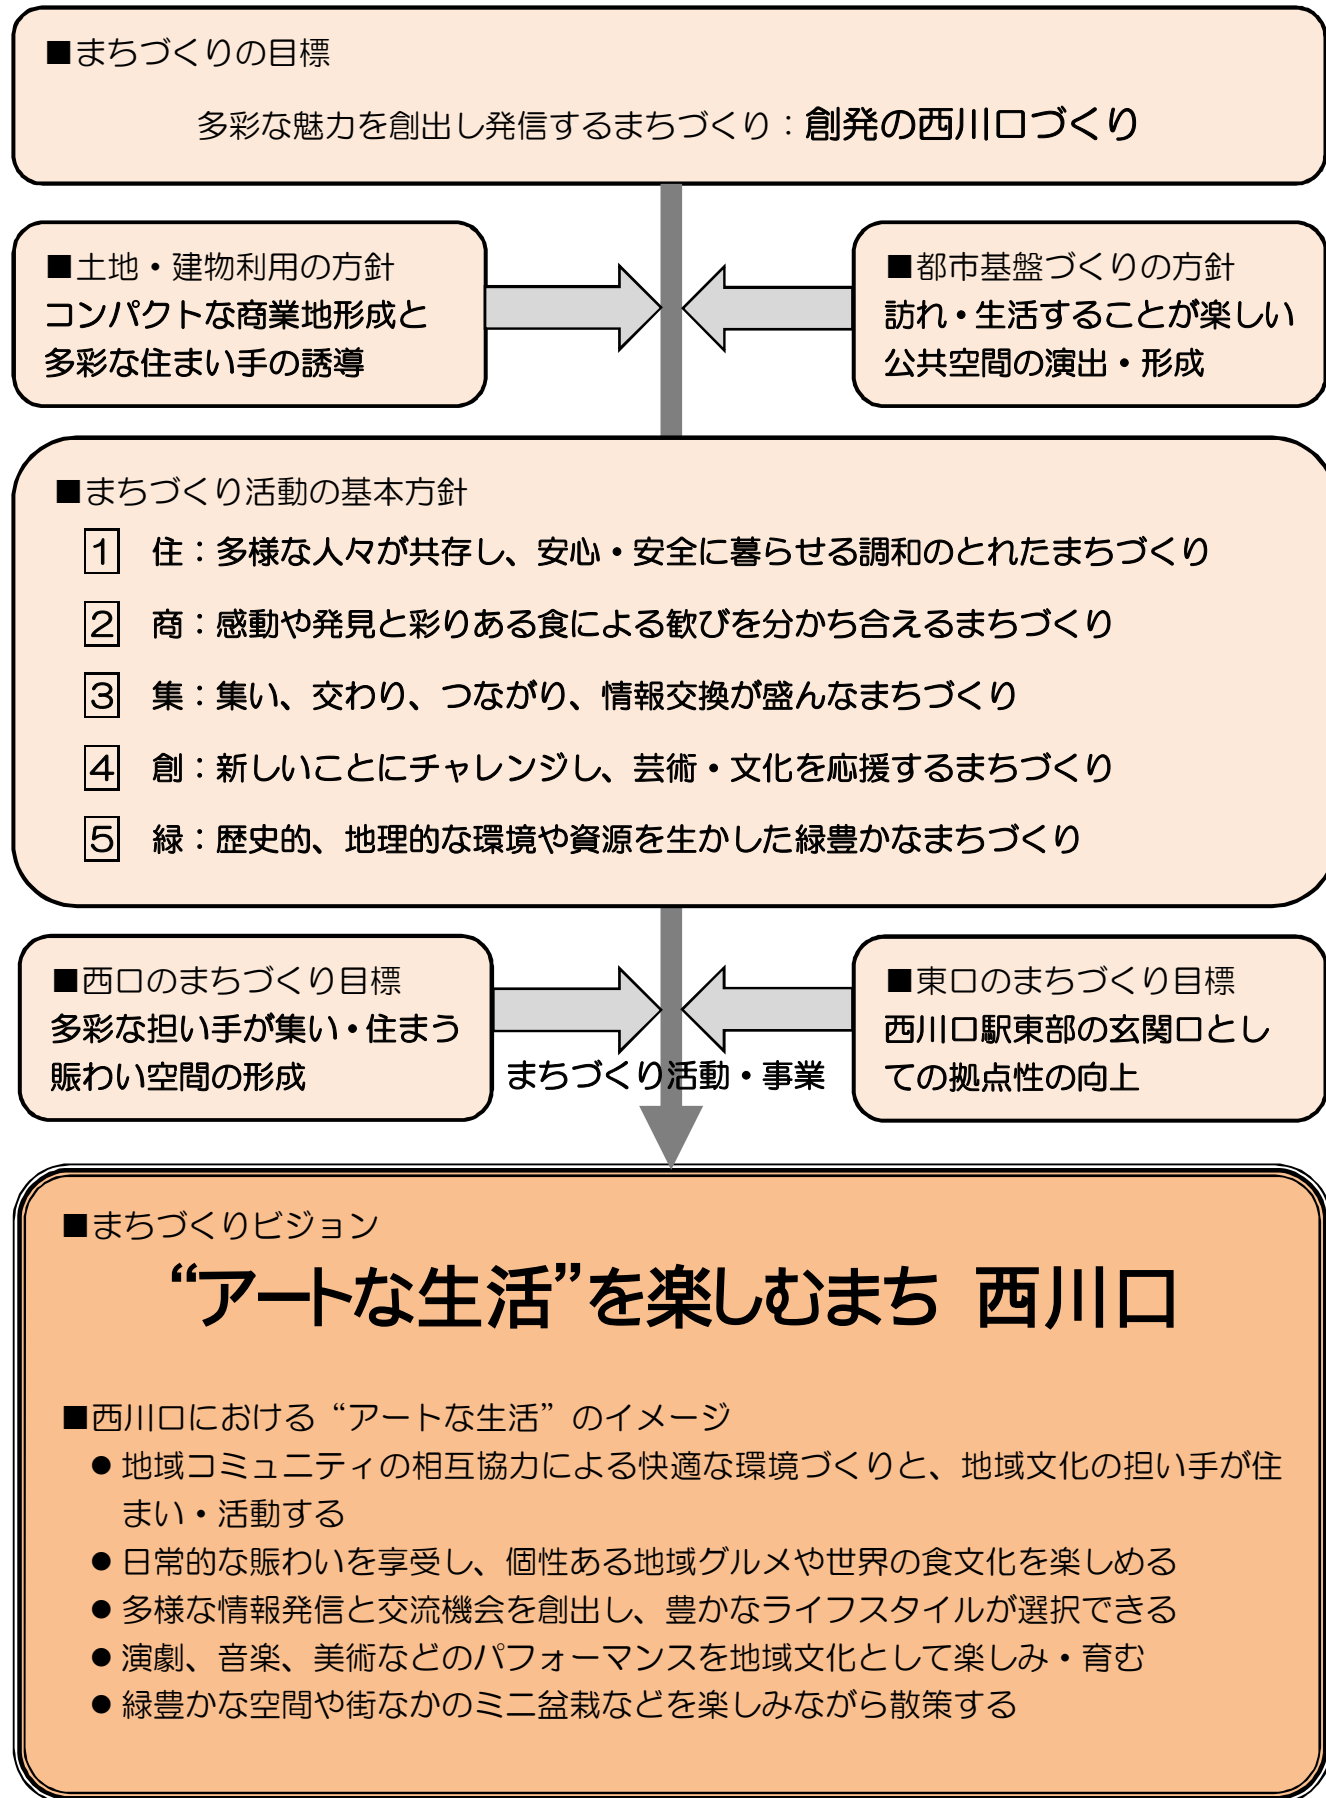 ■まちづくりの目標
多彩な魅力を創出し発信するまちづくり：創発の西川口づくり
■土地・建物利用の方針
コンパクトな商業地形成と
多彩な住まい手の誘導
■都市基盤づくりの方針
訪れ・生活することが楽しい
公共空間の演出・形成
■まちづくり活動の基本方針
1 住：多様な人々が共存し、安心・安全に暮らせる調和のとれたまちづくり
2 商：感動や発見と彩りある食による歓びを分かち合えるまちづくり
3 集：集い、交わり、つながり、情報交換が盛んなまちづくり
4 創：新しいことにチャレンジし、芸術・文化を応援するまちづくり
5 緑：歴史的、地理的な環境や資源を生かした緑豊かなまちづくり
■西口のまちづくり目標
多彩な担い手が集い・住まう
賑わい空間の形成
まちづくり活動・事業
■東口のまちづくり目標
西川口駅東部の玄関口とし
ての拠点性の向上
■まちづくりビジョン
“アートな生活”を楽しむまち 西川口
■西川口における“アートな生活”のイメージ
●地域コミュニティの相互協力による快適な環境づくりと、地域文化の担い手が住
まい・活動する
●日常的な賑わいを享受し、個性ある地域グルメや世界の食文化を楽しめる
●多様な情報発信と交流機会を創出し、豊かなライフスタイルが選択できる
●演劇、音楽、美術などのパフォーマンスを地域文化として楽しみ・育む
●緑豊かな空間や街なかのミニ盆栽などを楽しみながら散策する